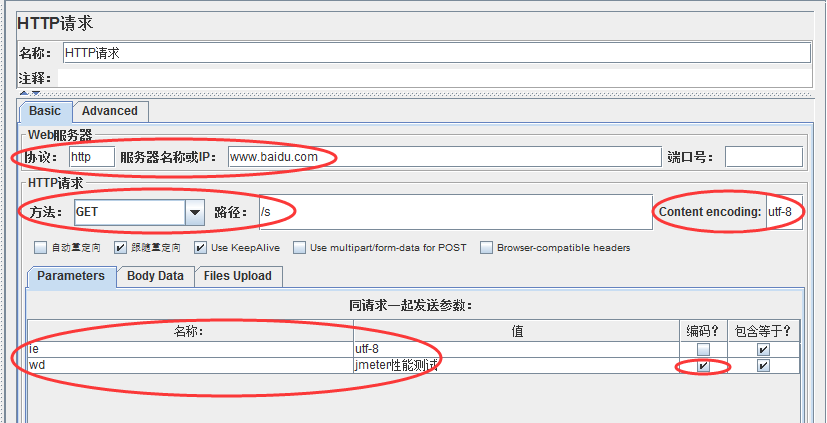 HTTP请求
名称： HTTP请求
注释：
Basic Advanced
Web服务器
协议： http 服务器名称或IP： www.baidu.com 端口号：
HTTP请求
方法： GET 路径： /s Content encoding: utf-8
自动重定向 跟随重定向 Use KeepAlive Use multipart/form-data for POST Browser-compatible headers
Parameters Body Data Files Upload
同请求一起发送参数：
名称： 值 编码? 包含等于?
ie utf-8
wd jmeter性能测试